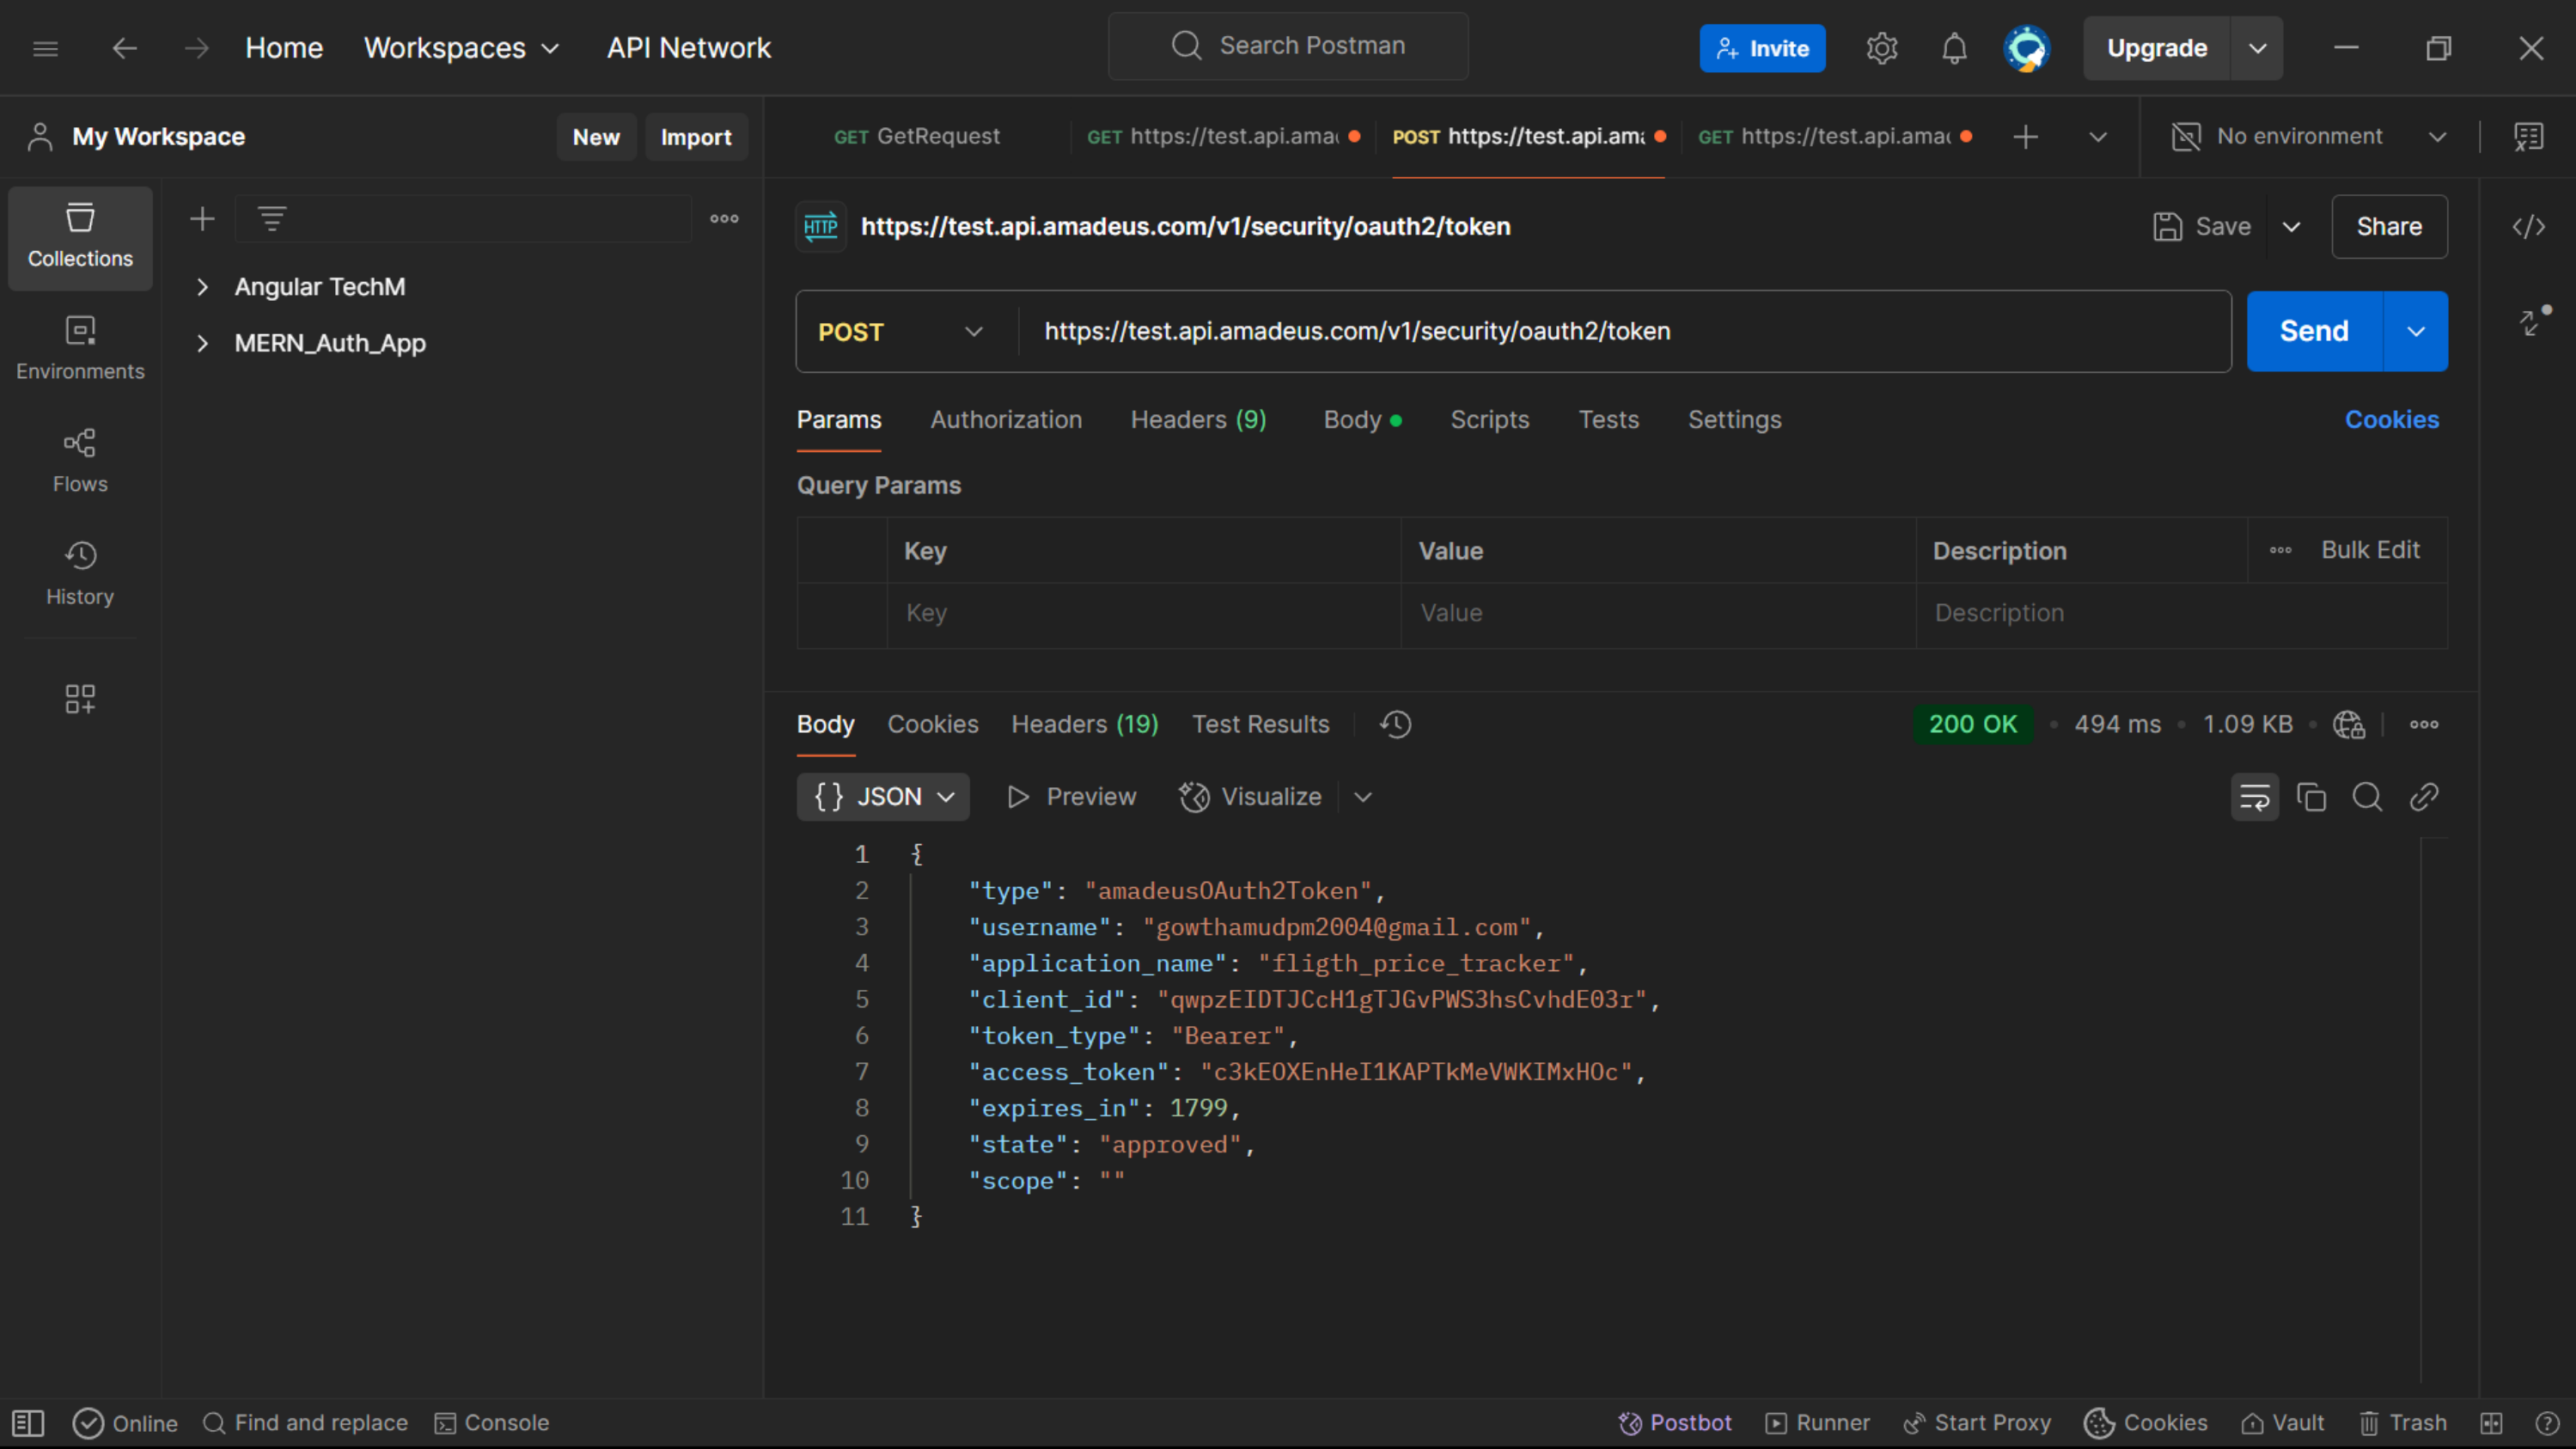 Home Workspaces API Network Search Postman Invite Upgrade
My Workspace New Import GET GetRequest GET https://test.api.ama POST https://test.api.ama GET https://test.api.ama No environment
Collections
https://test.api.amadeus.com/v1/security/oauth2/token Save Share
Angular TechM
MERN_Auth_App
Environments
Flows
History
POST https://test.api.amadeus.com/v1/security/oauth2/token Send
Params Authorization Headers (9) Body Scripts Tests Settings Cookies
Query Params
Key Value Description Bulk Edit
Key Value Description
Body Cookies Headers (19) Test Results 200 OK 494 ms 1.09 KB
{} JSON Preview Visualize
1 {
2 "type": "amadeusOAuth2Token",
3 "username": "gowthamudpm2004@gmail.com",
4 "application_name": "fligth_price_tracker",
5 "client_id": "qwpzEIDTJCcH1gTJGvPWS3hsCvhdE03r",
6 "token_type": "Bearer",
7 "access_token": "c3kEOXEnHeI1KAPTkMeVWKIMxHOc",
8 "expires_in": 1799,
9 "state": "approved",
10 "scope": ""
11 }
Online Find and replace Console Postbot Runner Start Proxy Cookies Vault Trash